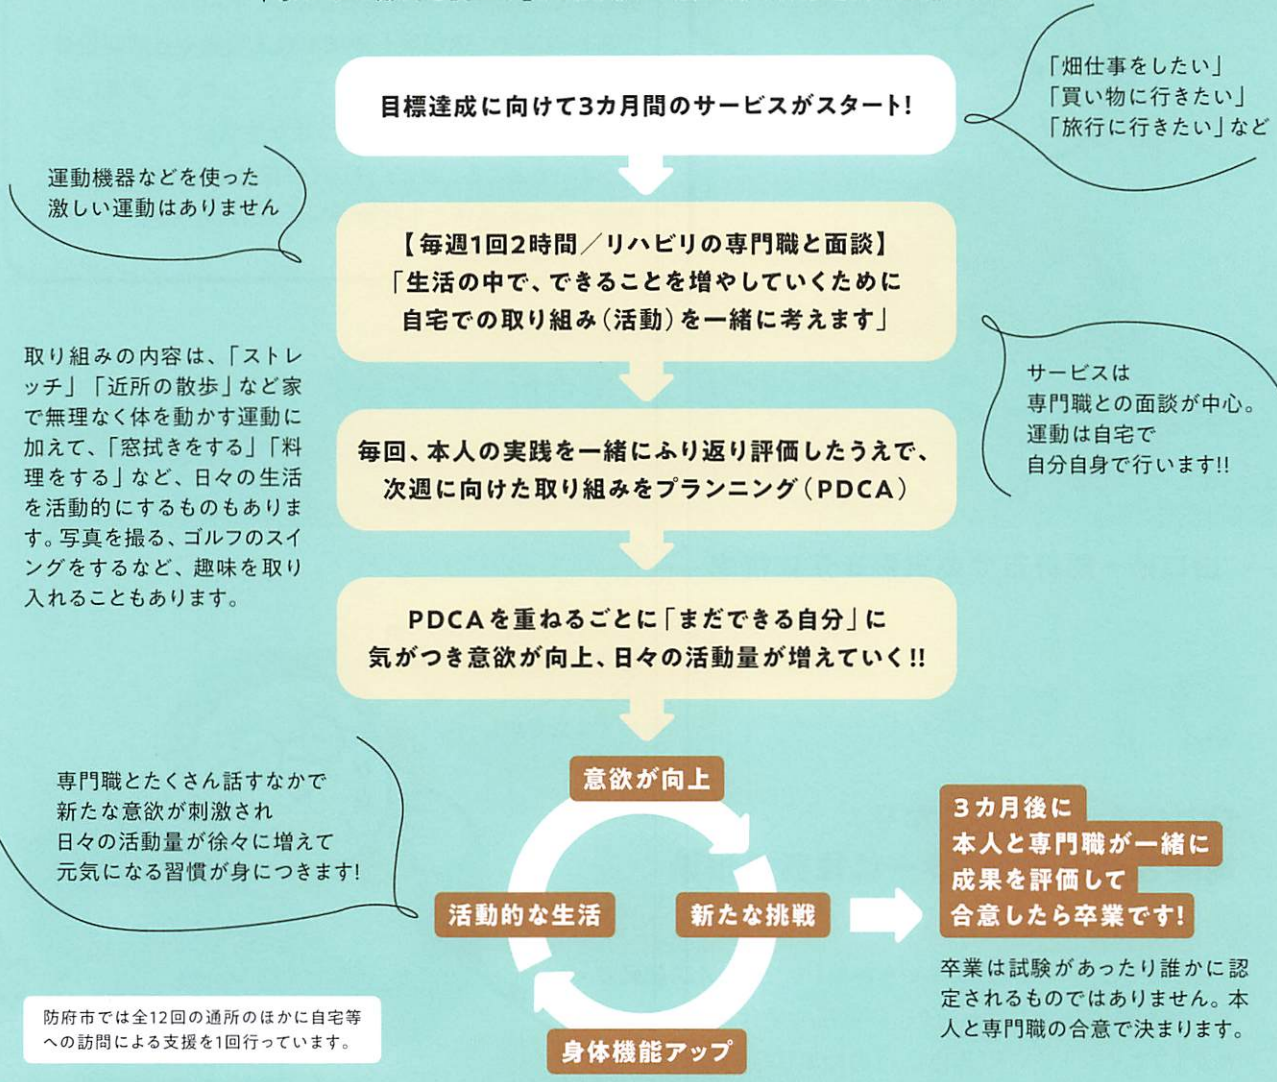 目標達成に向けて3カ月間のサービスがスタート!
「畑仕事をしたい」
「買い物に行きたい」
「旅行に行きたい」など
運動機器などを使った
激しい運動はありません
【毎週1回2時間／リハビリの専門職と面談】
「生活の中で、できることを増やしていくために
自宅での取り組み(活動)を一緒に考えます」
取り組みの内容は、「ストレ
ッチ」「近所の散歩」など家
で無理なく体を動かす運動に
加えて、「窓拭きをする」「料
理をする」など、日々の生活
を活動的にするものもありま
す。写真を撮る、ゴルフのスイ
ングをするなど、趣味を取り
入れることもあります。
サービスは
専門職との面談が中心。
運動は自宅で
自分自身で行います!!
毎回、本人の実践を一緒にふり返り評価したうえで、
次週に向けた取り組みをプランニング(PDCA)
PDCAを重ねるごとに「まだできる自分」に
気がつき意欲が向上、日々の活動量が増えていく!!
専門職とたくさん話すなかで
新たな意欲が刺激され
日々の活動量が徐々に増えて
元気になる習慣が身につきます!
意欲が向上
新たな挑戦
身体機能アップ
活動的な生活
3カ月後に
本人と専門職が一緒に
成果を評価して
合意したら卒業です!
卒業は試験があったり誰かに認
定されるものではありません。本
人と専門職の合意で決まります。
防府市では全12回の通所のほかに自宅等
への訪問による支援を1回行っています。